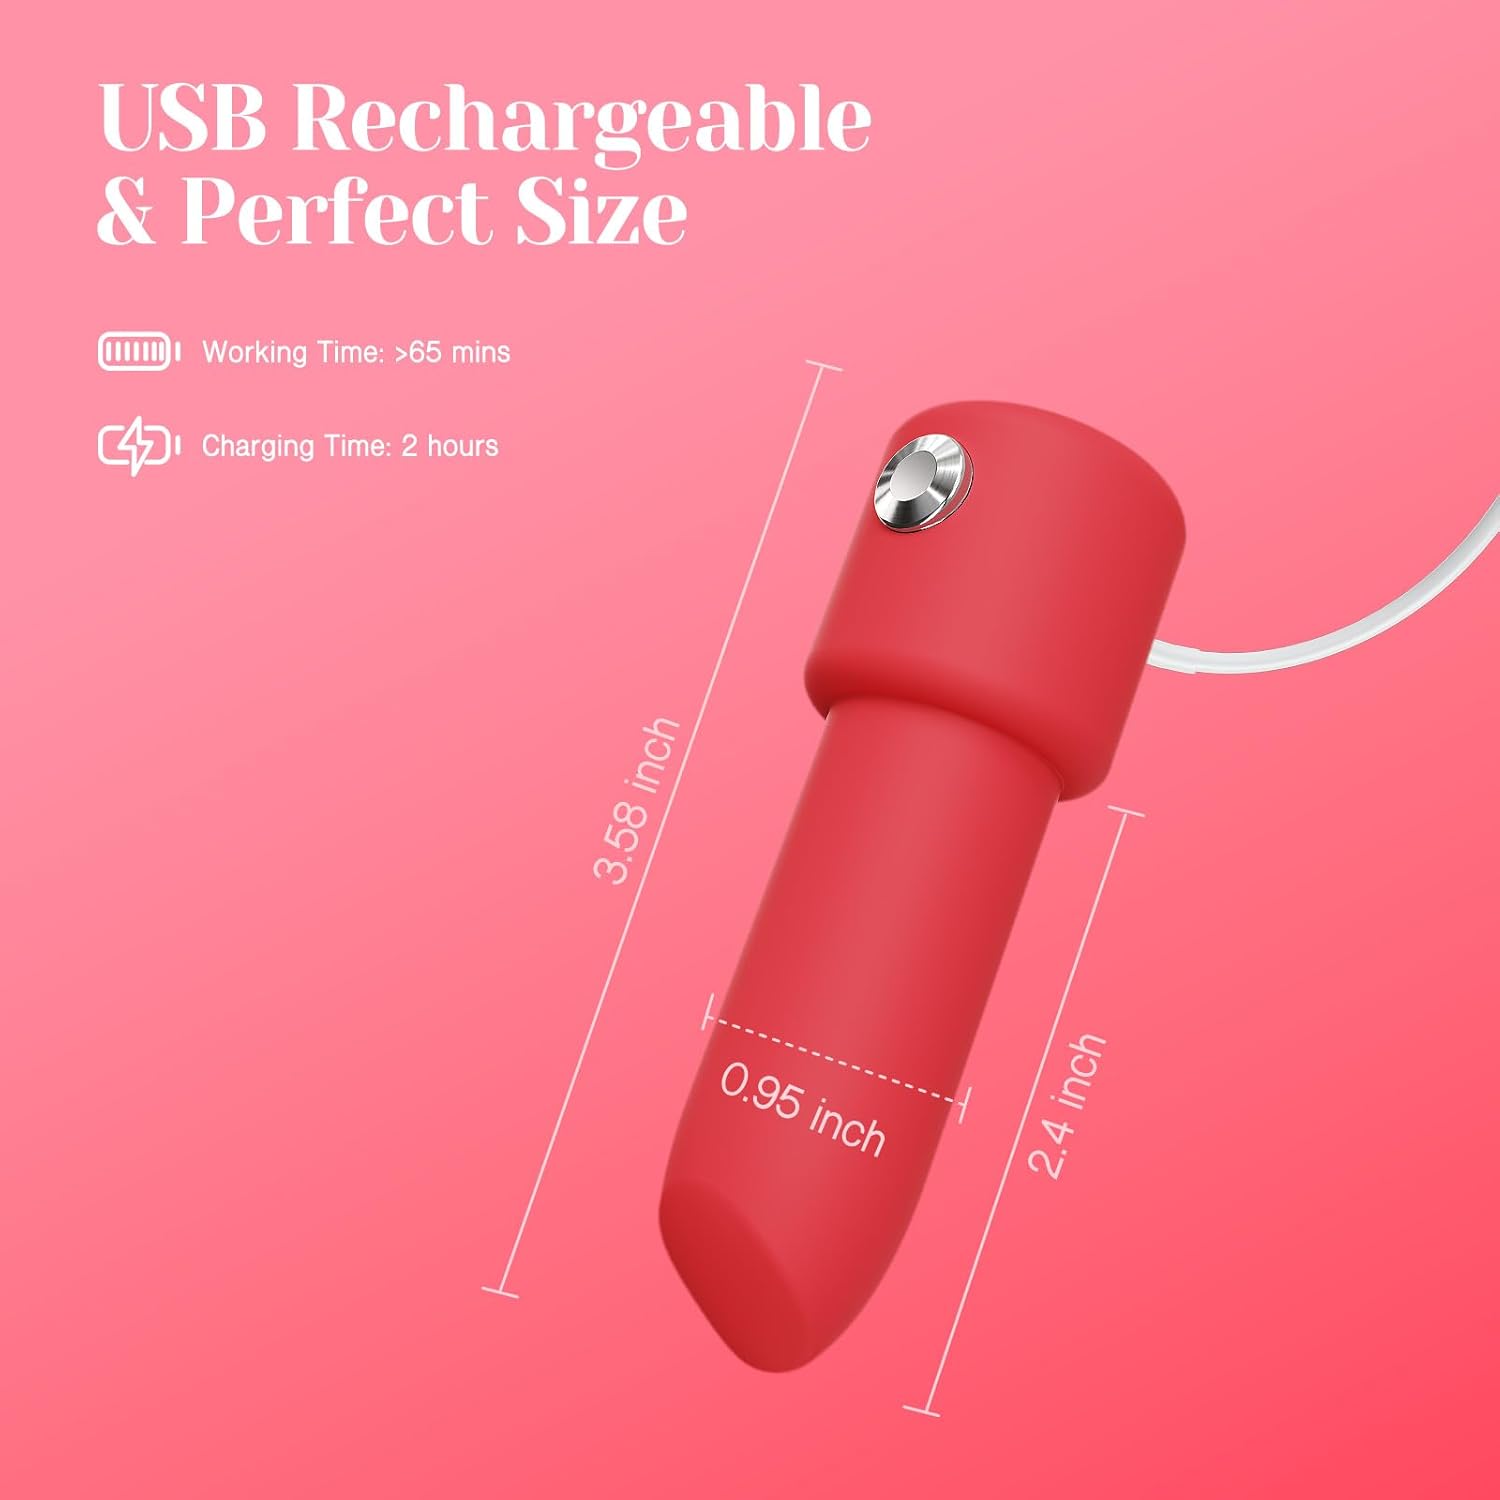 USB Rechargeable
& Perfect Size
Working Time: >65 mins
Charging Time: 2 hours
3.58 inch
0.95 inch
2.4 inch